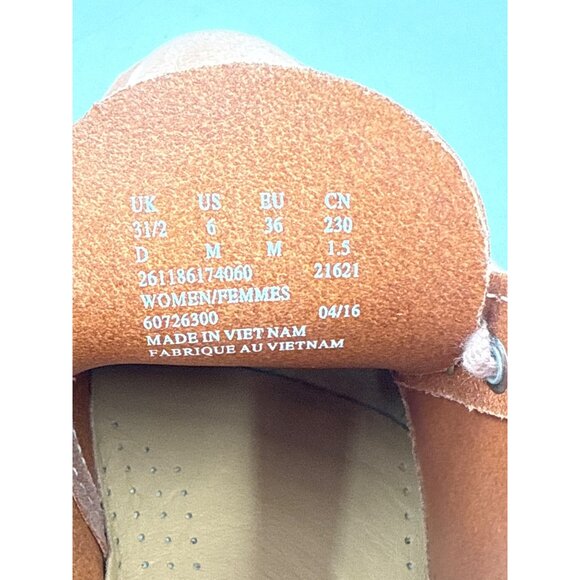 UK US EU CN
31/2 6 36 230
D M M 1.5
261186174060 21621
WOMEN/FEMMES
60726300 04/16
MADE IN VIET NAM
FABRIQUE AU VIETNAM